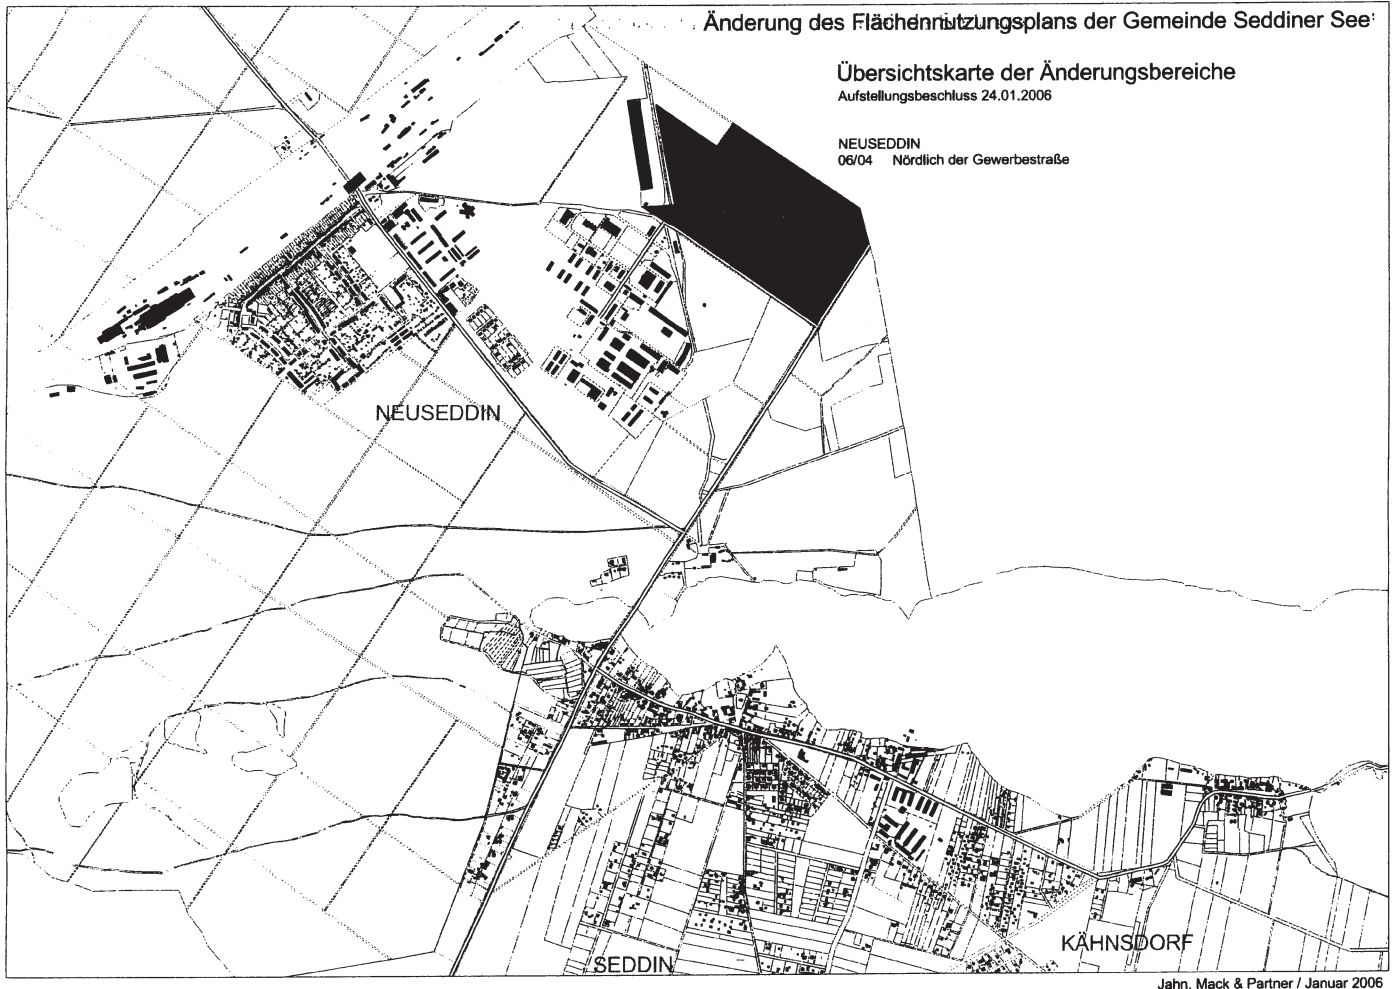 Änderung des Flächennutzungsplans der Gemeinde Seddiner See
Übersichtskarte der Änderungsbereiche
Aufstellungsbeschluss 24.01.2006
NEUSEDDIN
06/04 Nördlich der Gewerbestraße
NEUSEDDIN
KÄHNSDORF
SEDDIN
Jahn, Mack & Partner / Januar 2006